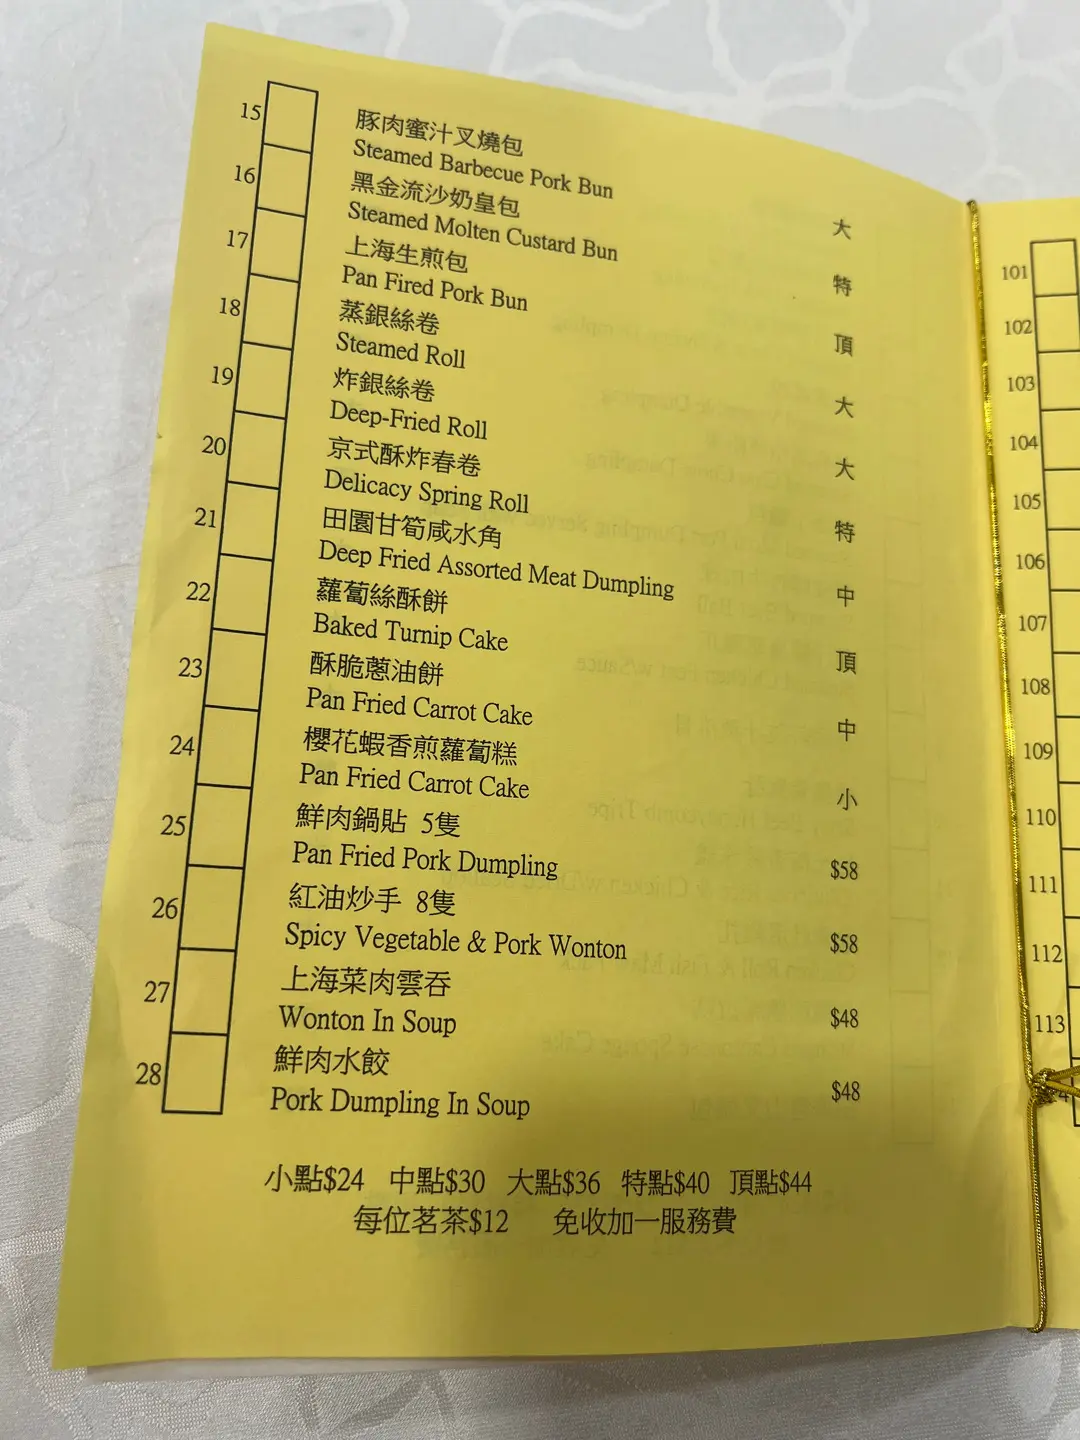 15
豚肉蜜汁叉燒包
Steamed Barbecue Pork Bun
大
16
黑金流沙奶皇包
Steamed Molten Custard Bun
特
17
上海生煎包
Pan Fired Pork Bun
頂
18
蒸銀絲卷
Steamed Roll
大
19
炸銀絲卷
Deep-Fried Roll
大
20
京式酥炸春卷
Delicacy Spring Roll
特
21
田園甘筍咸水角
Deep Fried Assorted Meat Dumpling
中
22
蘿蔔絲酥餅
Baked Turnip Cake
頂
23
酥脆蔥油餅
Pan Fried Carrot Cake
中
24
櫻花蝦香煎蘿蔔糕
Pan Fried Carrot Cake
小
25
鮮肉鍋貼 5隻
Pan Fried Pork Dumpling
$58
26
紅油炒手 8隻
Spicy Vegetable & Pork Wonton
$58
27
上海菜肉雲吞
Wonton In Soup
$48
28
鮮肉水餃
Pork Dumpling In Soup
$48
小點$24 中點$30 大點$36 特點$40 頂點$44
每位茗茶$12 免收加一服務費
101
102
103
104
105
106
107
108
109
110
111
112
113